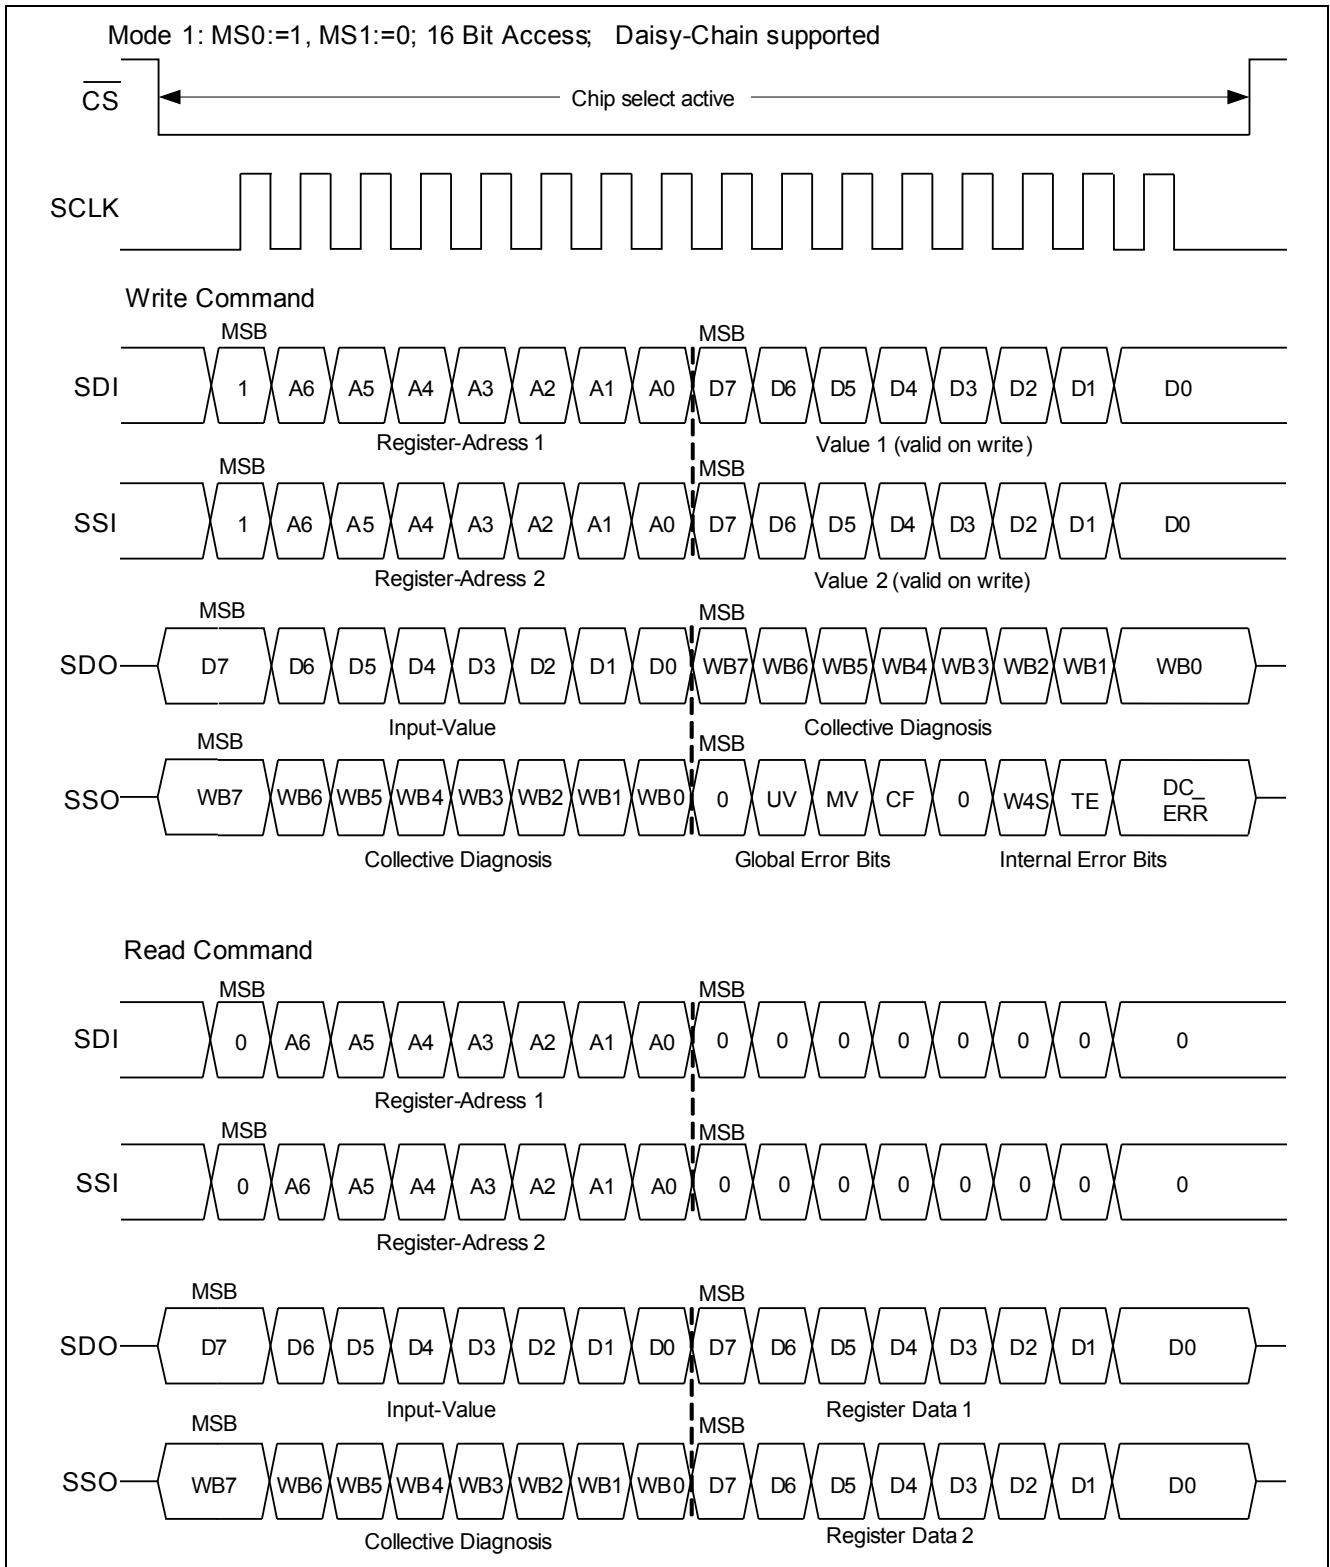 Mode 1: MS0:=1, MS1:=0; 16 Bit Access; Daisy-Chain supported
CS
Chip select active
SCLK
Write Command
MSB MSB
SDI 1 A6 A5 A4 A3 A2 A1 A0 D7 D6 D5 D4 D3 D2 D1 D0
Register-Adress 1 Value 1 (valid on write)
MSB MSB
SSI 1 A6 A5 A4 A3 A2 A1 A0 D7 D6 D5 D4 D3 D2 D1 D0
Register-Adress 2 Value 2 (valid on write)
MSB MSB
SDO D7 D6 D5 D4 D3 D2 D1 D0 WB7 WB6 WB5 WB4 WB3 WB2 WB1 WB0
Input-Value Collective Diagnosis
MSB MSB
SSO WB7 WB6 WB5 WB4 WB3 WB2 WB1 WB0 0 UV MV CF 0 W4S TE DC_
ERR
Collective Diagnosis Global Error Bits Internal Error Bits
Read Command
MSB MSB
SDI 0 A6 A5 A4 A3 A2 A1 A0 0 0 0 0 0 0 0 0
Register-Adress 1
MSB MSB
SSI 0 A6 A5 A4 A3 A2 A1 A0 0 0 0 0 0 0 0 0
Register-Adress 2
MSB MSB
SDO D7 D6 D5 D4 D3 D2 D1 D0 D7 D6 D5 D4 D3 D2 D1 D0
Input-Value Register Data 1
MSB MSB
SSO WB7 WB6 WB5 WB4 WB3 WB2 WB1 WB0 D7 D6 D5 D4 D3 D2 D1 D0
Collective Diagnosis Register Data 2